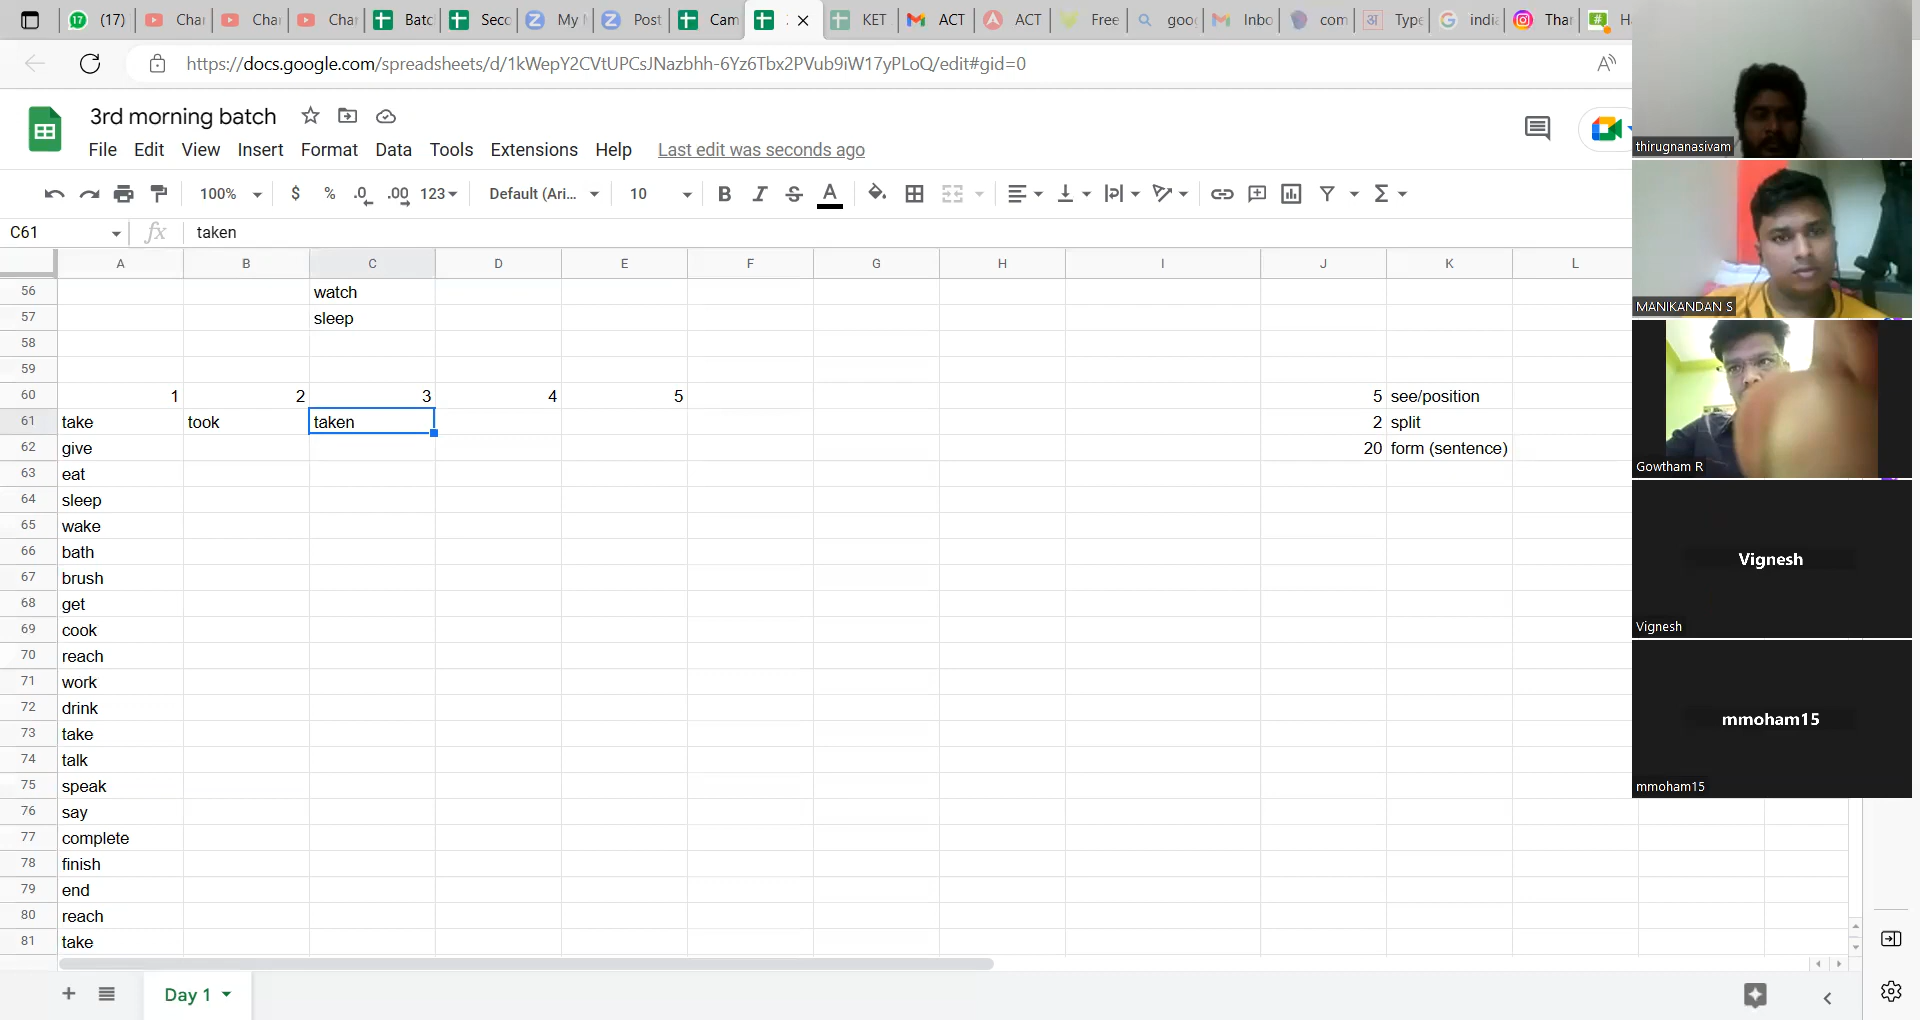 (17) Chai Chai Chai Batc Secc My Post Cam KET ACT ACT Free goo Inbo com Type india Thar
https://docs.google.com/spreadsheets/d/1kWepY2CVtUPCsJNazbhh-6Yz6Tbx2PVub9iW17yPLoQ/edit#gid=0
3rd morning batch
File Edit View Insert Format Data Tools Extensions Help Last edit was seconds ago
100% $ % .0 .00 123 Default (Ari... 10 B I S A
C61 fx taken
A B C D E F G H I J K L
56 watch
57 sleep
58
59
60 1 2 3 4 5 5 see/position
61 take took taken 2 split
62 give 20 form (sentence)
63 eat
64 sleep
65 wake
66 bath
67 brush
68 get
69 cook
70 reach
71 work
72 drink
73 take
74 talk
75 speak
76 say
77 complete
78 finish
79 end
80 reach
81 take
Day 1
thirugnanasivam
MANIKANDAN S
Gowtham R
Vignesh
Vignesh
mmoham15
mmoham15